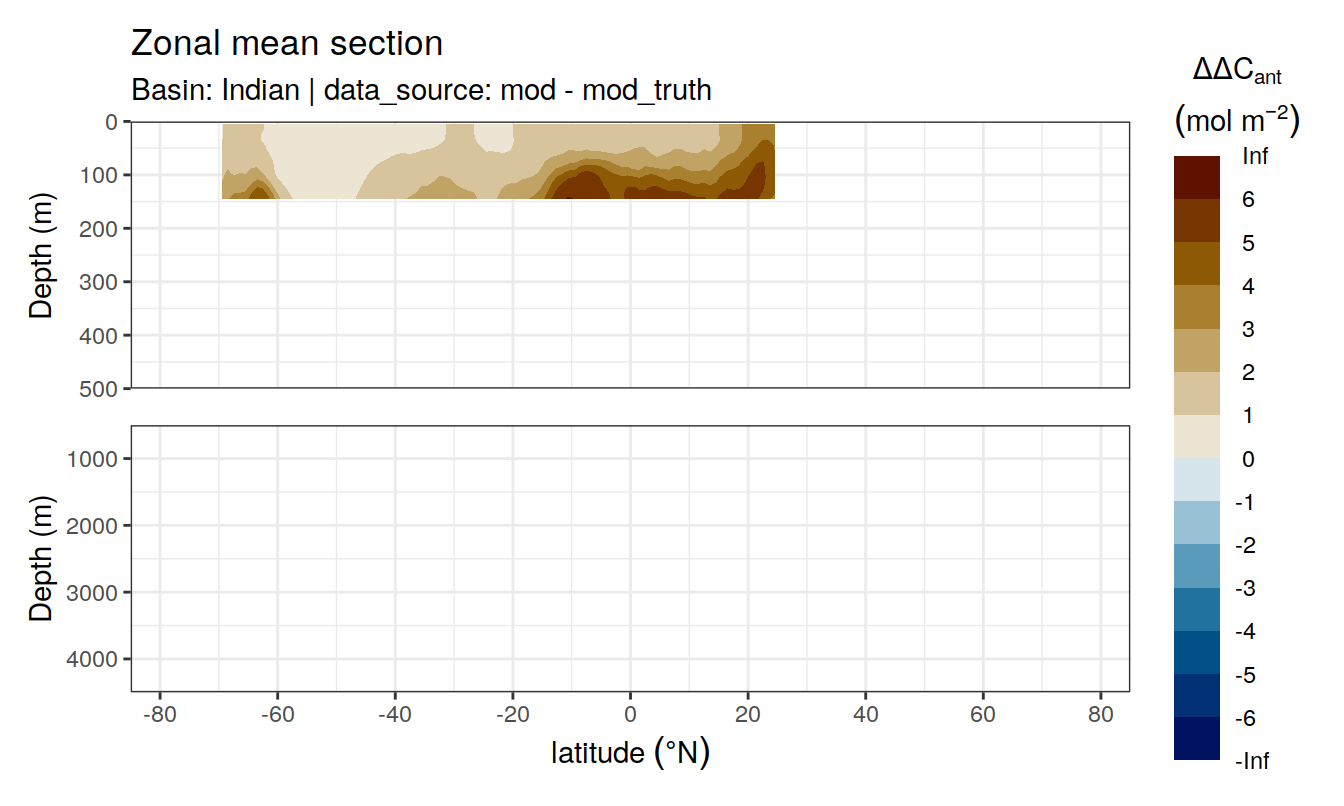 Zonal mean section
Basin: Indian | data_source: mod - mod_truth
ΔΔCant
(mol m−2)
Inf
6
5
4
3
2
1
0
-1
-2
-3
-4
-5
-6
-Inf
Depth (m)
0
100
200
300
400
500
Depth (m)
1000
2000
3000
4000
-80 -60 -40 -20 0 20 40 60 80
latitude (°N)